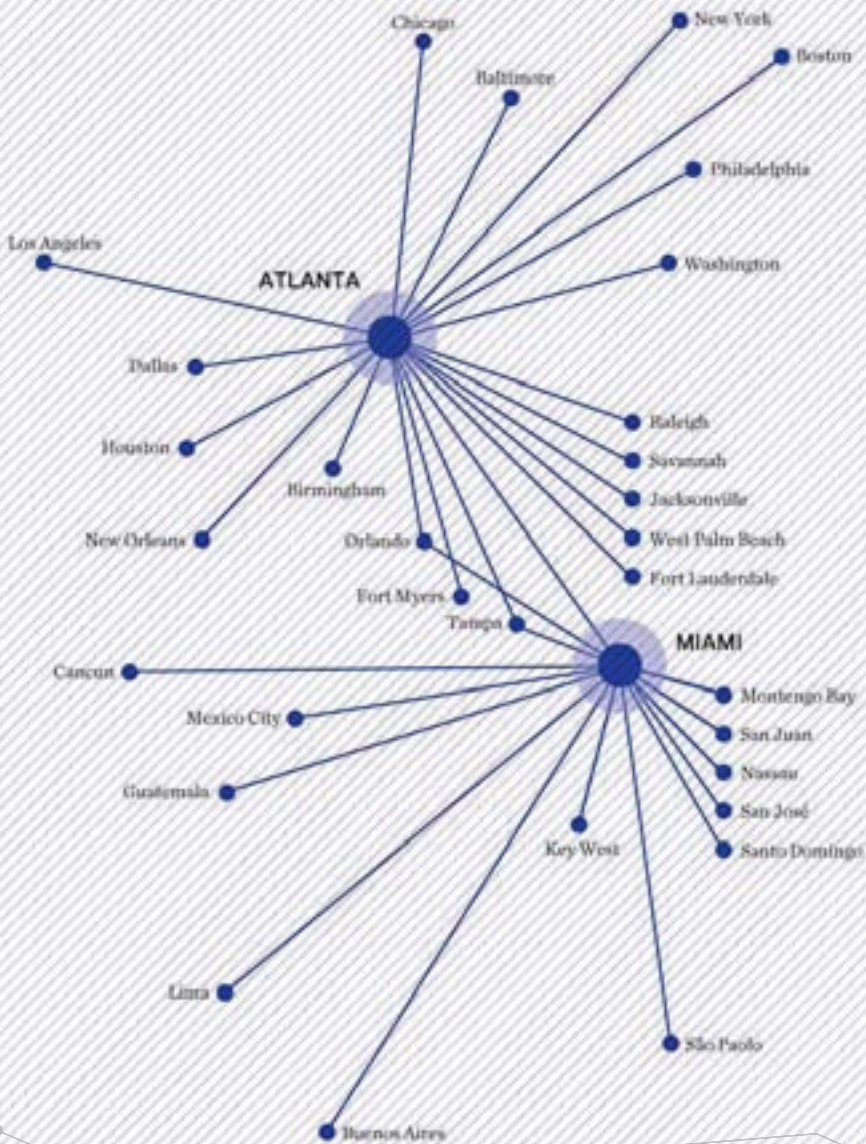 Chicago
New York
Boston
Baltimore
Philadelphia
Los Angeles
Washington
ATLANTA
Dallas
Raleigh
Houston
Savannah
Birmingham
Jacksonville
New Orleans
Orlando
West Palm Beach
Fort Lauderdale
Fort Myers
Tampa
MIAMI
Cancun
Montengo Bay
Mexico City
San Juan
Nassau
Guatemala
San José
Key West
Santo Domingo
Lima
São Paolo
Buenos Aires